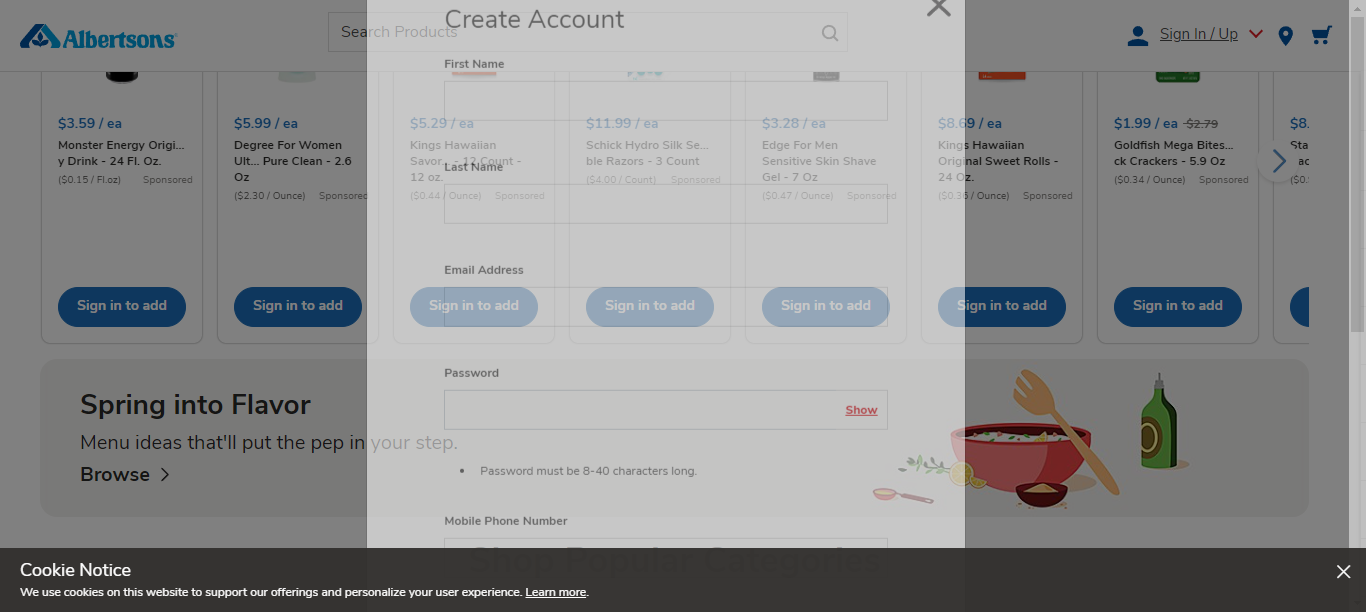 Albertsons
Search Products
Sign In / Up
Create Account
First Name
Last Name
Email Address
Password
Show
Password must be 8-40 characters long.
Mobile Phone Number
$3.59 / ea
Monster Energy Origi...
y Drink - 24 Fl. Oz.
($0.15 / Fl.oz) Sponsored
Sign in to add
$5.99 / ea
Degree For Women
Ult... Pure Clean - 2.6
Oz
($2.30 / Ounce) Sponsored
Sign in to add
$5.29 / ea
Kings Hawaiian
Savor... - 12 Count -
12 oz.
($0.44 / Ounce) Sponsored
Sign in to add
$11.99 / ea
Schick Hydro Silk Se...
ble Razors - 3 Count
($4.00 / Count) Sponsored
Sign in to add
$3.28 / ea
Edge For Men
Sensitive Skin Shave
Gel - 7 Oz
($0.47 / Ounce) Sponsored
Sign in to add
$8.69 / ea
Kings Hawaiian
Original Sweet Rolls -
24 Oz.
($0.36 / Ounce) Sponsored
Sign in to add
$1.99 / ea $2.79
Goldfish Mega Bites...
ck Crackers - 5.9 Oz
($0.34 / Ounce) Sponsored
Sign in to add
$8.
Sta
ac
($0.
Spring into Flavor
Menu ideas that'll put the pep in your step.
Browse
Shop Popular Categories
Cookie Notice
We use cookies on this website to support our offerings and personalize your user experience. Learn more.